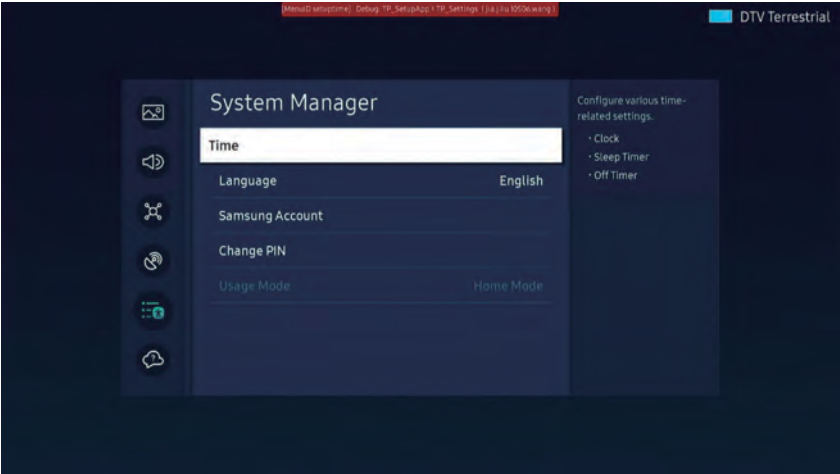 DTV Terrestrial
System Manager
Time
Language English
Samsung Account
Change PIN
Usage Mode Home Mode
Configure various time-
related settings.
· Clock
· Sleep Timer
· Off Timer